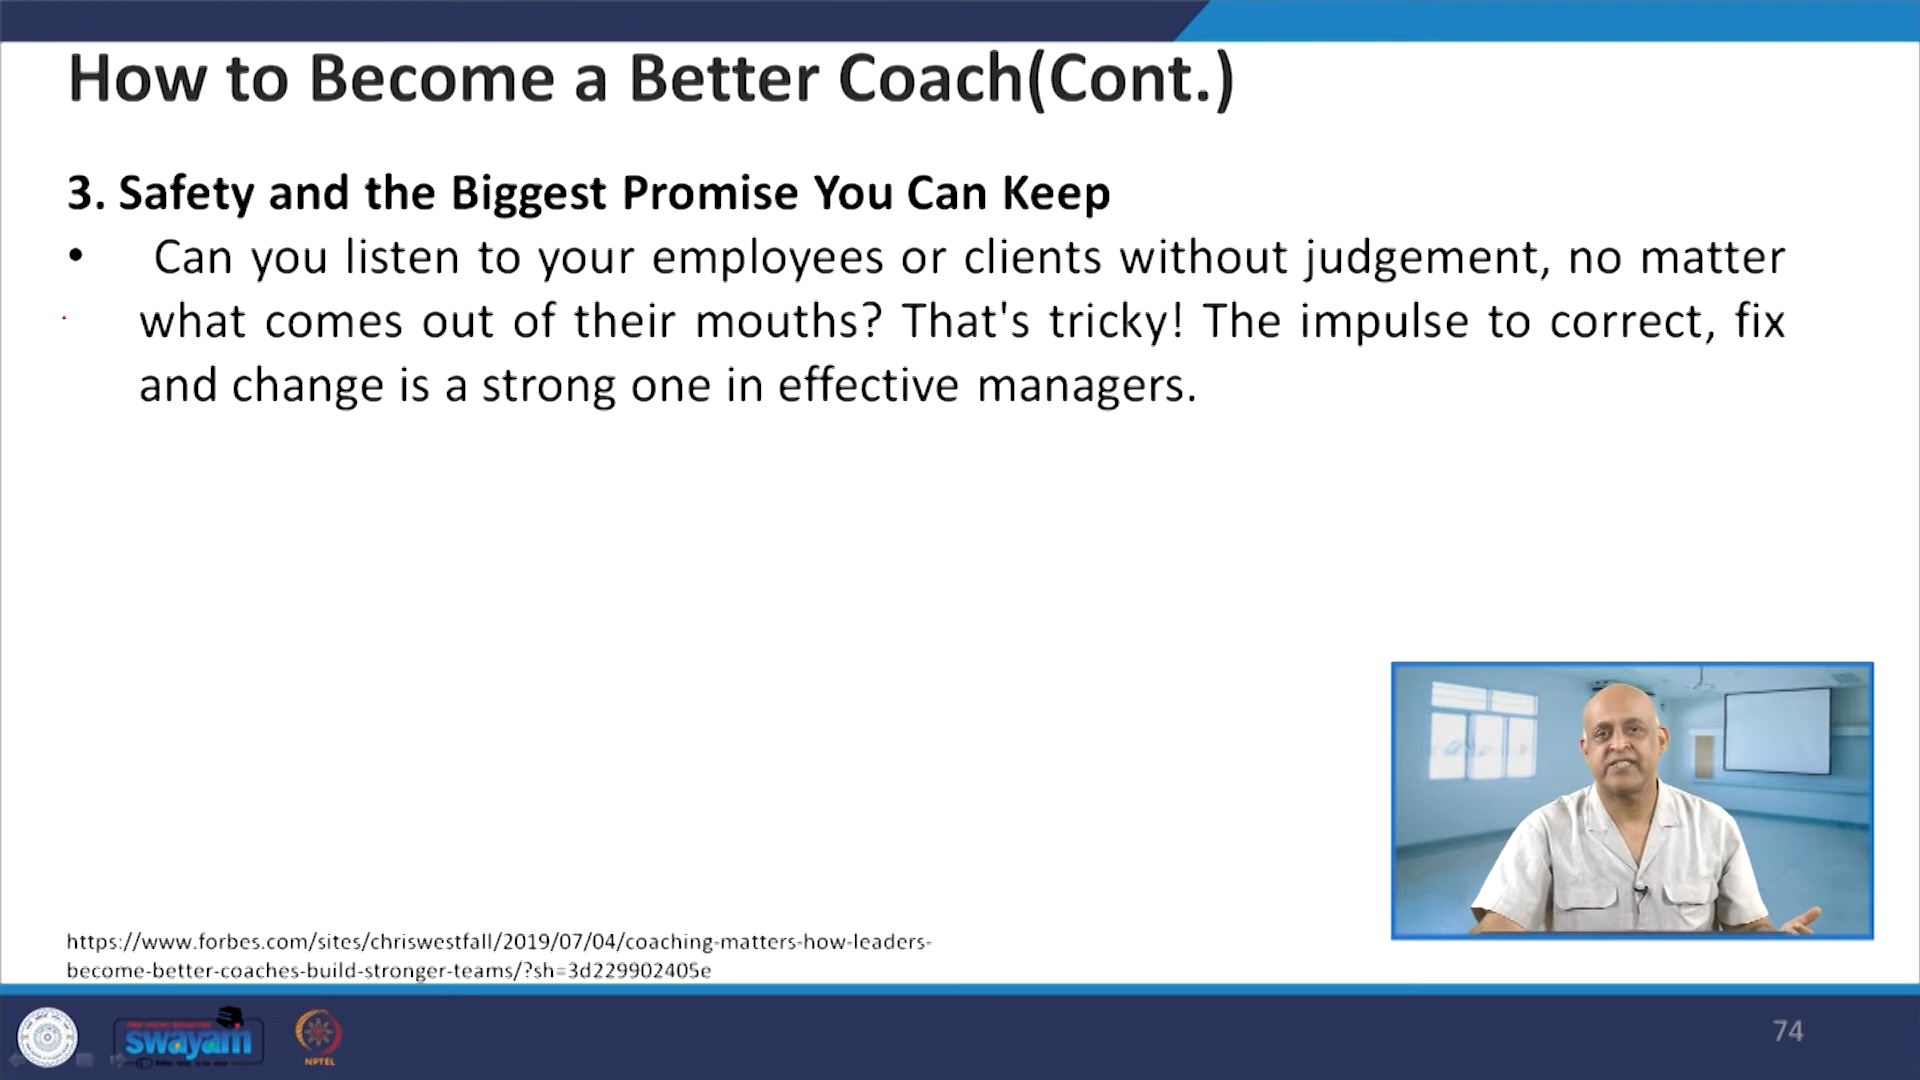 How to Become a Better Coach(Cont.)
3. Safety and the Biggest Promise You Can Keep
• Can you listen to your employees or clients without judgement, no matter
what comes out of their mouths? That's tricky! The impulse to correct, fix
and change is a strong one in effective managers.
https://www.forbes.com/sites/chriswestfall/2019/07/04/coaching-matters-how-leaders-
become-better-coaches-build-stronger-teams/?sh=3d229902405e
swayam
NPTEL
74